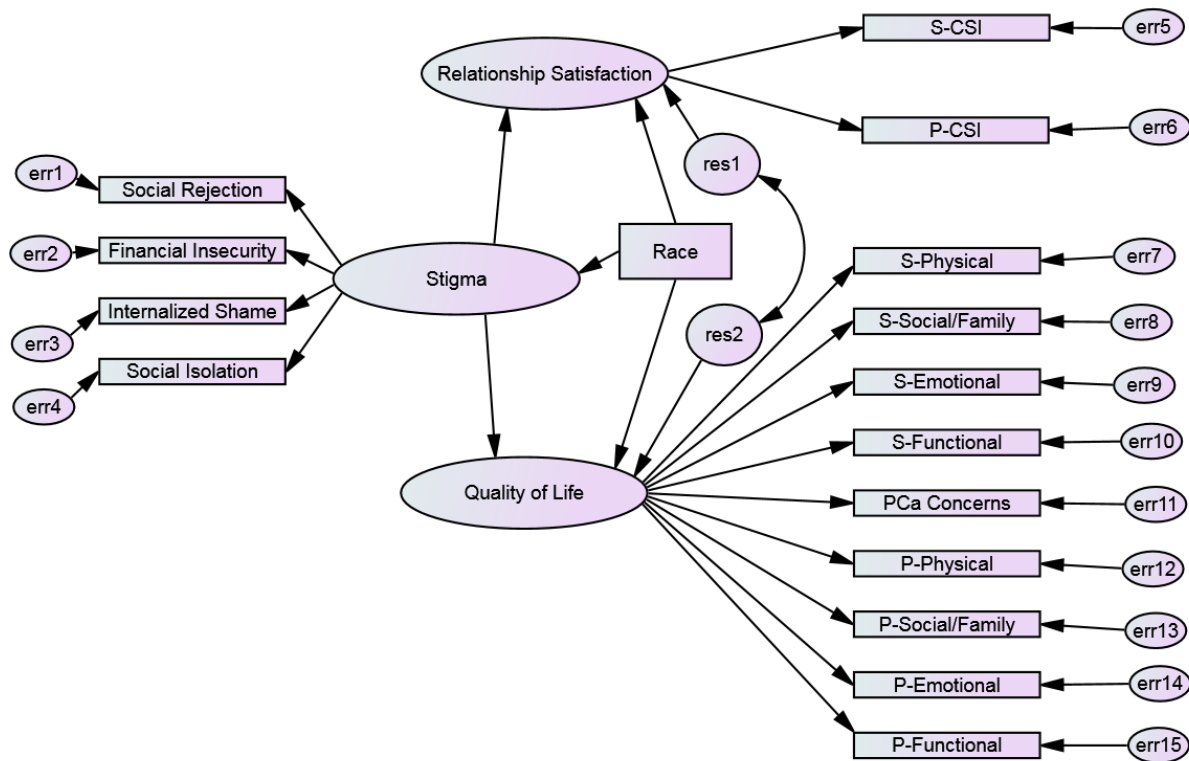 S-CSI
err5
Relationship Satisfaction
P-CSI
err6
res1
err1
Social Rejection
err2
Financial Insecurity
Stigma
Race
err3
Internalized Shame
err4
Social Isolation
res2
S-Physical
err7
S-Social/Family
err8
S-Emotional
err9
S-Functional
err10
Quality of Life
PCa Concerns
err11
P-Physical
err12
P-Social/Family
err13
P-Emotional
err14
P-Functional
err15